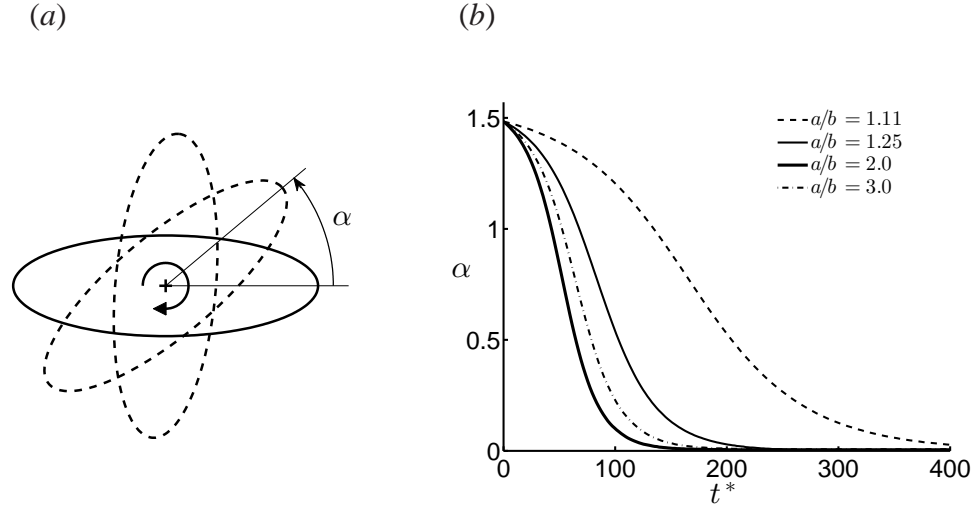 (a)
(b)
α
α
1.5
1
0.5
0
0
100
200
300
400
t*
a/b = 1.11
a/b = 1.25
a/b = 2.0
a/b = 3.0